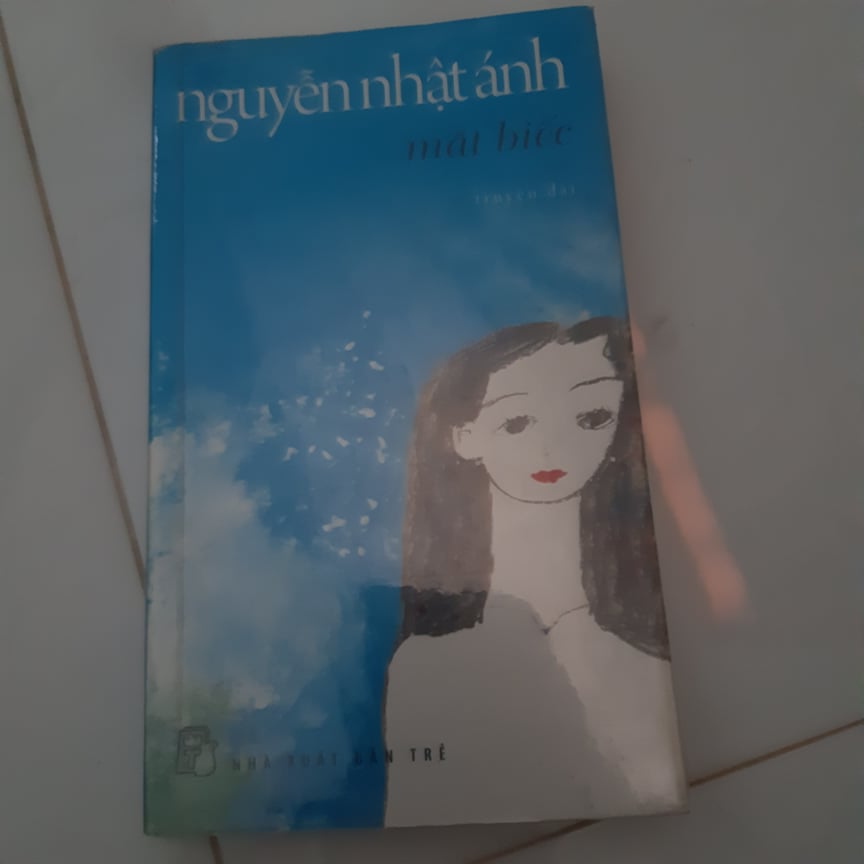 nguyễn nhật ánh
mắt biếc
truyện dài
NHÀ XUẤT BẢN TRẺ